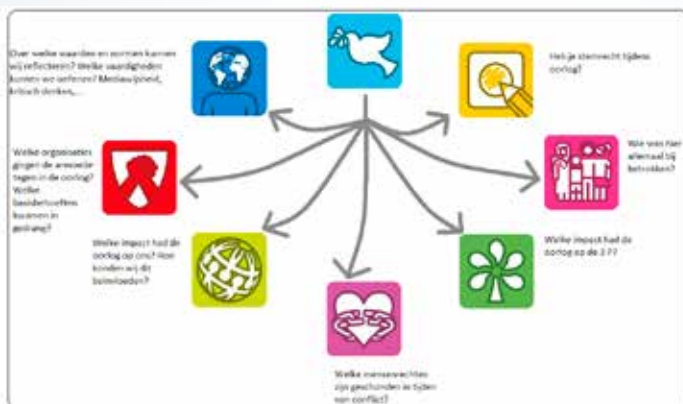 Over welke waarden en normen kunnen
wij reflecteren? Welke vaardigheden
kunnen we oefenen? Mediawijsheid,
kritisch denken,...
Heb je stemrecht tijdens
oorlog?
Welke organisaties
gingen de armoede
tegen in de oorlog?
Welke
basisbehoeften
kwamen in
gedrang?
Wie was hier
allemaal bij
betrokken?
Welke impact had de
oorlog op ons? Hoe
konden wij dit
beïnvloeden?
Welke impact had de
oorlog op de
Welke mensenrechten
zijn geschonden in tijden
van conflict?